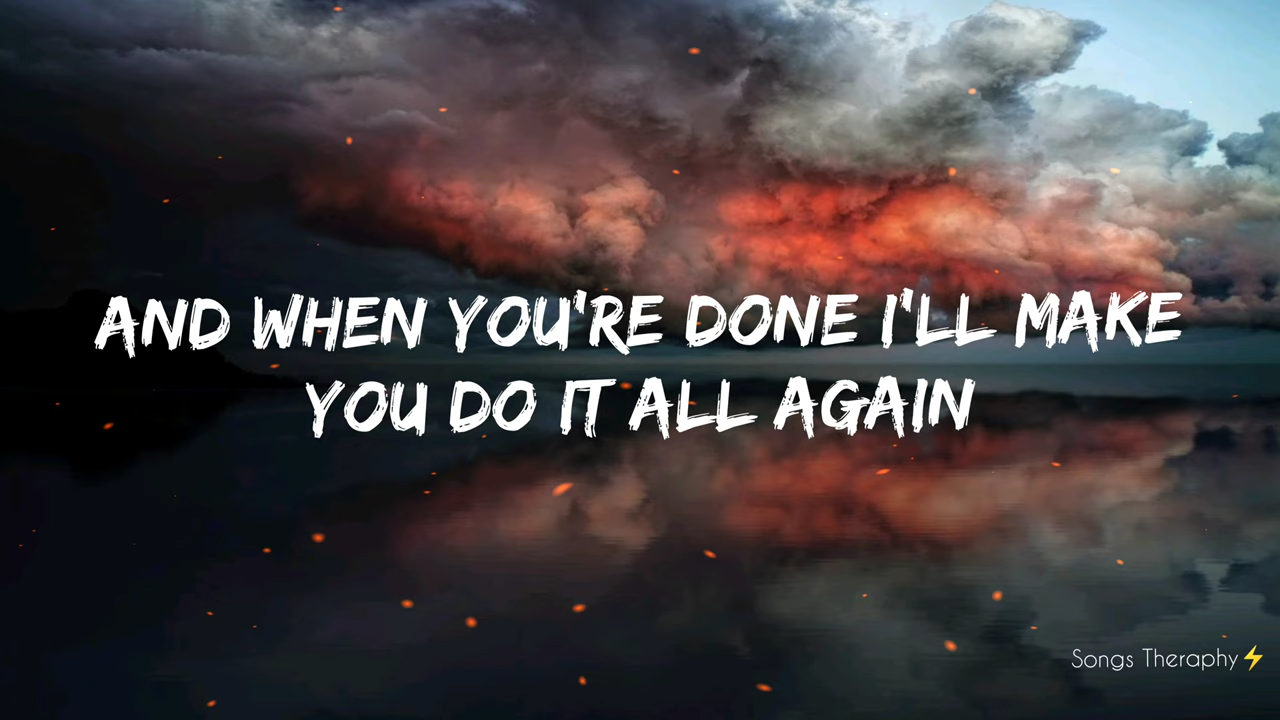 AND WHEN YOU'RE DONE I'LL MAKE
YOU DO IT ALL AGAIN
Songs Theraphy⚡